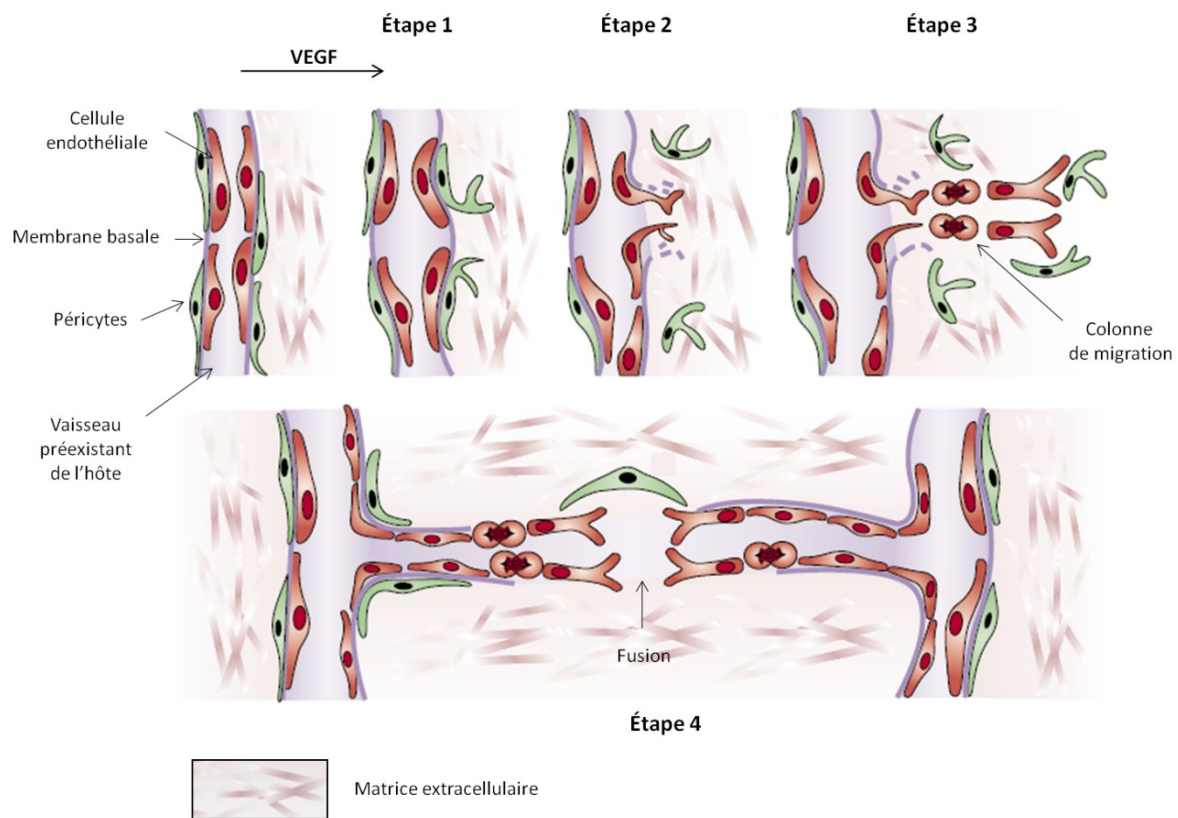 Étape 1
Étape 2
Étape 3
VEGF
Cellule
endothéliale
Membrane basale
Péricytes
Vaisseau
préexistant
de l'hôte
Colonne
de migration
Fusion
Étape 4
Matrice extracellulaire